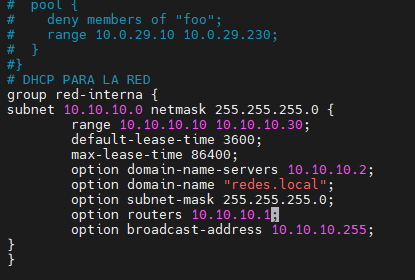 #  pool {
#    deny members of "foo";
#    range 10.0.29.10 10.0.29.230;
#  }
#}
# DHCP PARA LA RED
group red-interna {
subnet 10.10.10.0 netmask 255.255.255.0 {
        range 10.10.10.10 10.10.10.30;
        default-lease-time 3600;
        max-lease-time 86400;
        option domain-name-servers 10.10.10.2;
        option domain-name "redes.local";
        option subnet-mask 255.255.255.0;
        option routers 10.10.10.1;
        option broadcast-address 10.10.10.255;
}
}